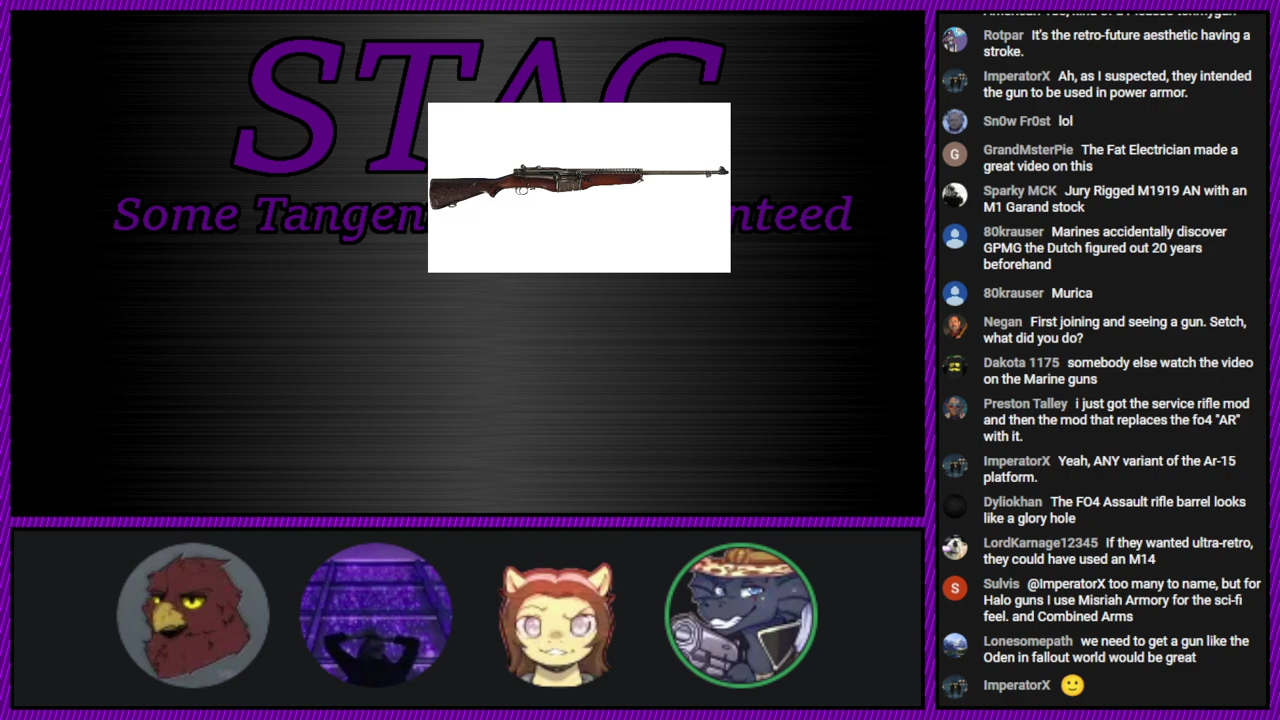 STAC
Some Tangen nteed
Rotpar It's the retro-future aesthetic having a
stroke.
ImperatorX Ah, as I suspected, they intended
the gun to be used in power armor.
Sn0w Fr0st lol
G GrandMsterPie The Fat Electrician made a
great video on this
Sparky MCK Jury Rigged M1919 AN with an
M1 Garand stock
80krauser Marines accidentally discover
GPMG the Dutch figured out 20 years
beforehand
80krauser Murica
Negan First joining and seeing a gun. Setch,
what did you do?
Dakota 1175 somebody else watch the video
on the Marine guns
Preston Talley i just got the service rifle mod
and then the mod that replaces the fo4 "AR"
with it.
ImperatorX Yeah, ANY variant of the Ar-15
platform.
Dyliokhan The FO4 Assault rifle barrel looks
like a glory hole
LordKarnage12345 If they wanted ultra-retro,
they could have used an M14
S Sulvis @ImperatorX too many to name, but for
Halo guns I use Misriah Armory for the sci-fi
feel. and Combined Arms
Lonesomepath we need to get a gun like the
Oden in fallout world would be great
ImperatorX 🙂